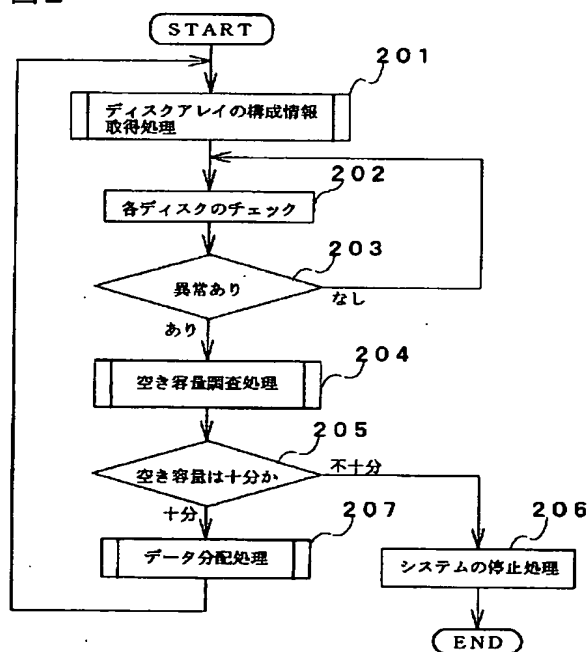 START
201
ディスクアレイの構成情報
取得処理
202
各ディスクのチェック
203
異常あり
なし
あり
204
空き容量調査処理
205
空き容量は十分か
不十分
十分
207
206
データ分配処理
システムの停止処理
END